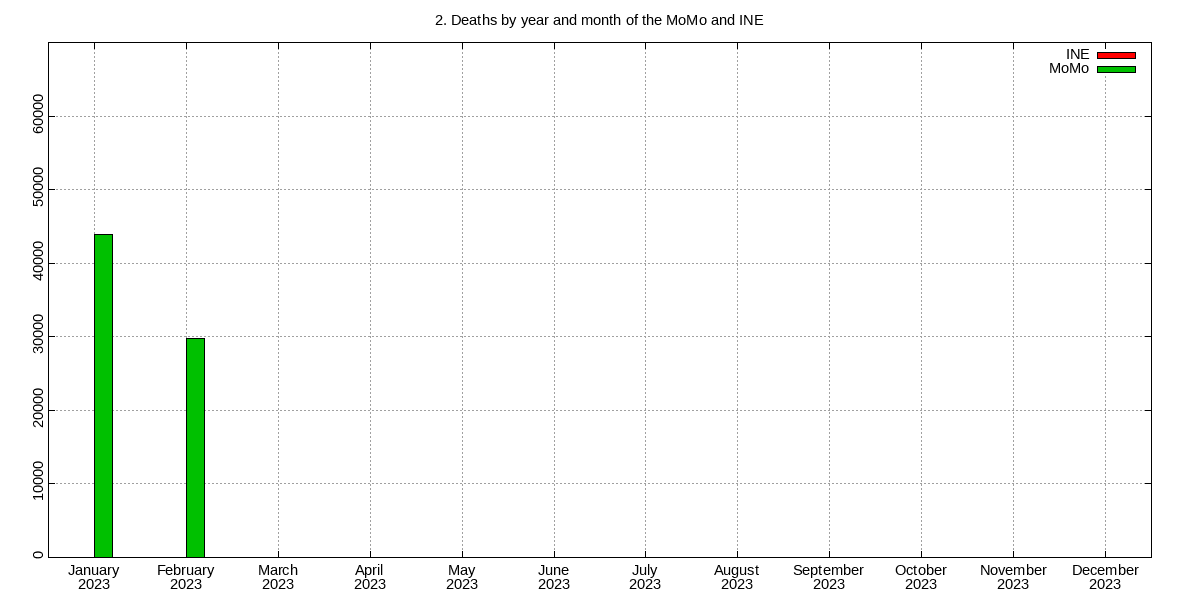 2. Deaths by year and month of the MoMo and INE
INE
MoMo
60000
50000
40000
30000
20000
10000
0
January February March April May June July August September October November December
2023 2023 2023 2023 2023 2023 2023 2023 2023 2023 2023 2023